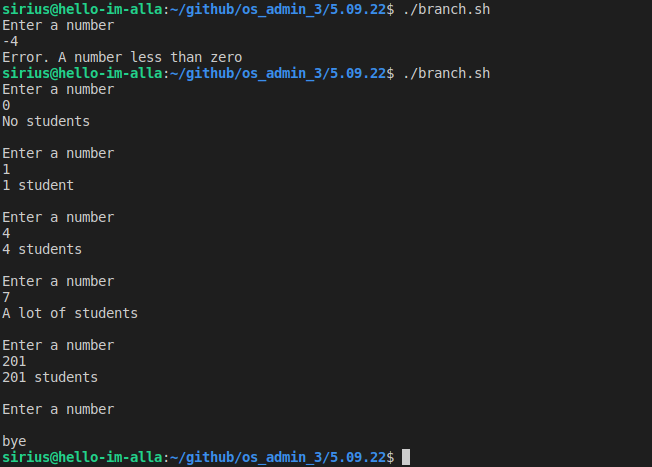 sirius@hello-im-alla:~/github/os_admin_3/5.09.22$ ./branch.sh
Enter a number
-4
Error. A number less than zero
sirius@hello-im-alla:~/github/os_admin_3/5.09.22$ ./branch.sh
Enter a number
0
No students
Enter a number
1
1 student
Enter a number
4
4 students
Enter a number
7
A lot of students
Enter a number
201
201 students
Enter a number
bye
sirius@hello-im-alla:~/github/os_admin_3/5.09.22$